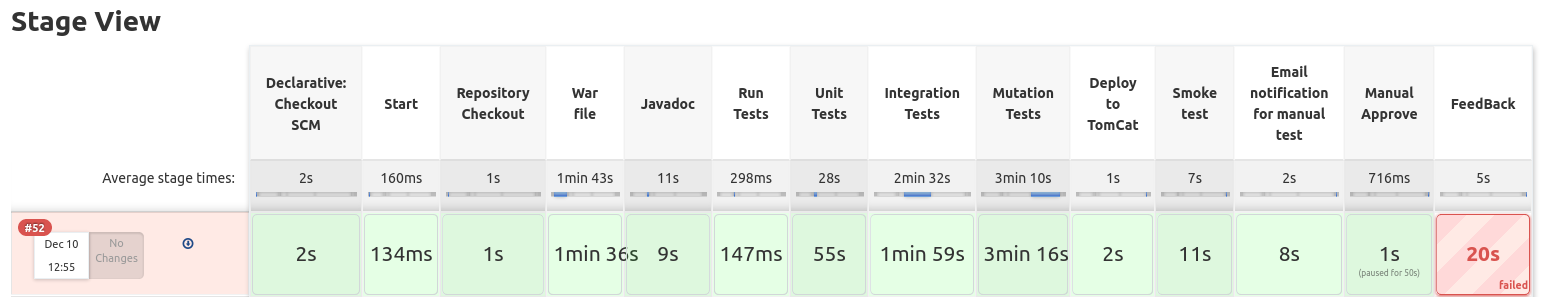 Stage View
Declarative:
Checkout
SCM
Start
Repository
Checkout
War
file
Javadoc
Run
Tests
Unit
Tests
Integration
Tests
Mutation
Tests
Deploy
to
TomCat
Smoke
test
Email
notification
for manual
test
Manual
Approve
FeedBack
Average stage times:
2s
160ms
1s
1min 43s
11s
298ms
28s
2min 32s
3min 10s
1s
7s
2s
716ms
5s
#52
Dec 10
12:55
No
Changes
2s
134ms
1s
1min 36s
9s
147ms
55s
1min 59s
3min 16s
2s
11s
8s
1s
(paused for 50s)
20s
failed